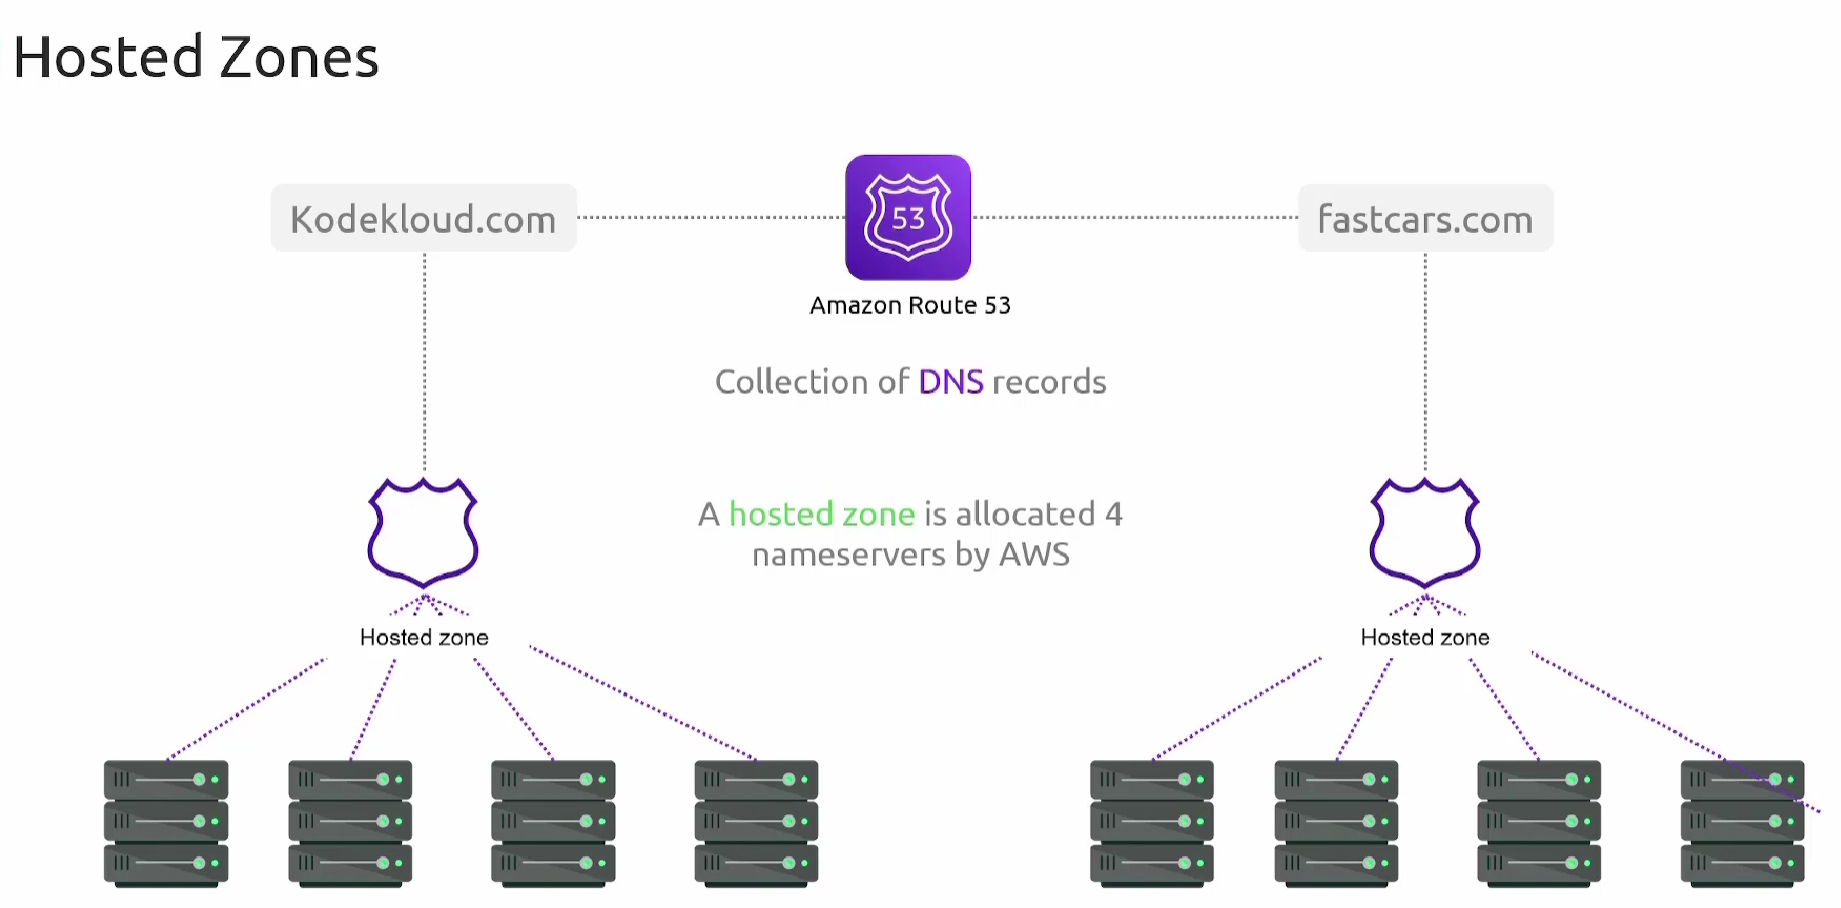 Hosted Zones
Kodekloud.com
53
fastcars.com
Amazon Route 53
Collection of DNS records
A hosted zone is allocated 4
nameservers by AWS
Hosted zone
Hosted zone